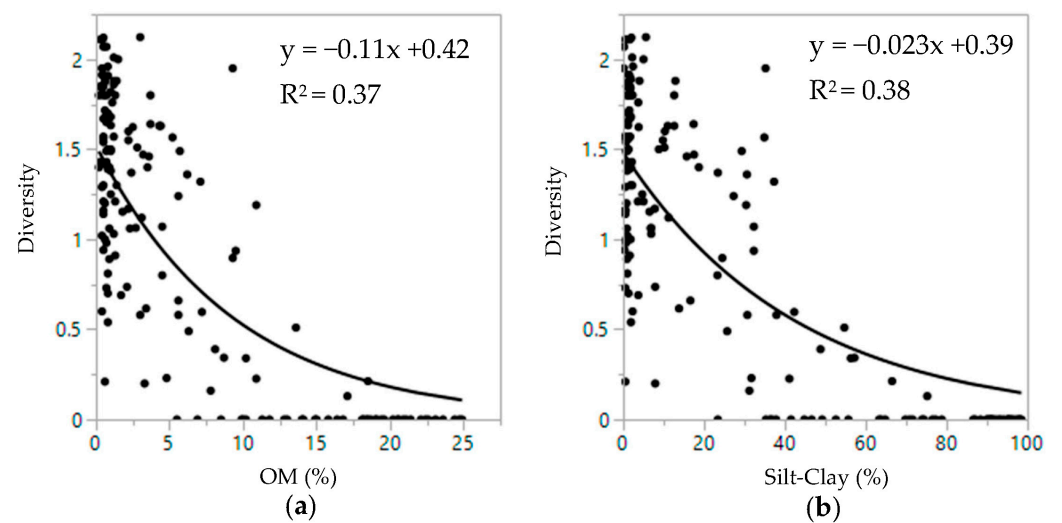 y = −0.11x +0.42
R² = 0.37
Diversity
2
1.5
1
0.5
0
0 5 10 15 20 25
OM (%)
(a)
y = −0.023x +0.39
R² = 0.38
Diversity
2
1.5
1
0.5
0
0 20 40 60 80 100
Silt-Clay (%)
(b)